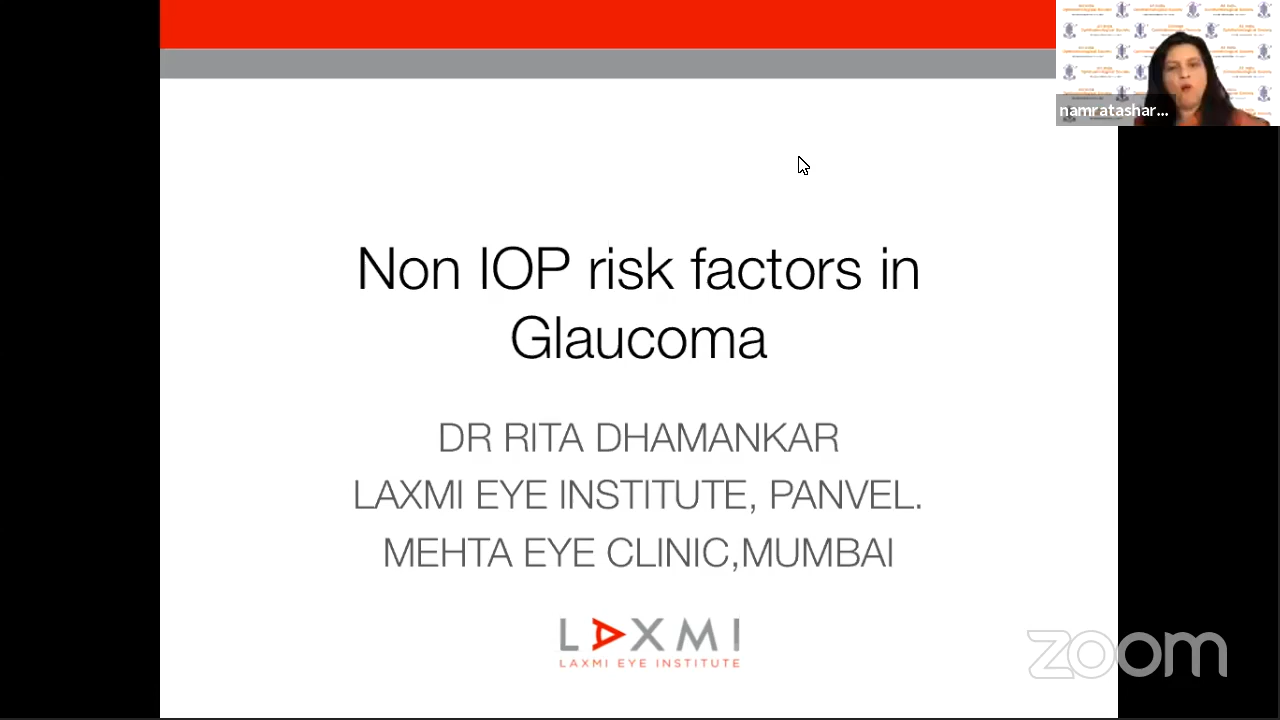 Non IOP risk factors in
Glaucoma
DR RITA DHAMANKAR
LAXMI EYE INSTITUTE, PANVEL.
MEHTA EYE CLINIC,MUMBAI
LAXMI
LAXMI EYE INSTITUTE
namratashar...
zoom